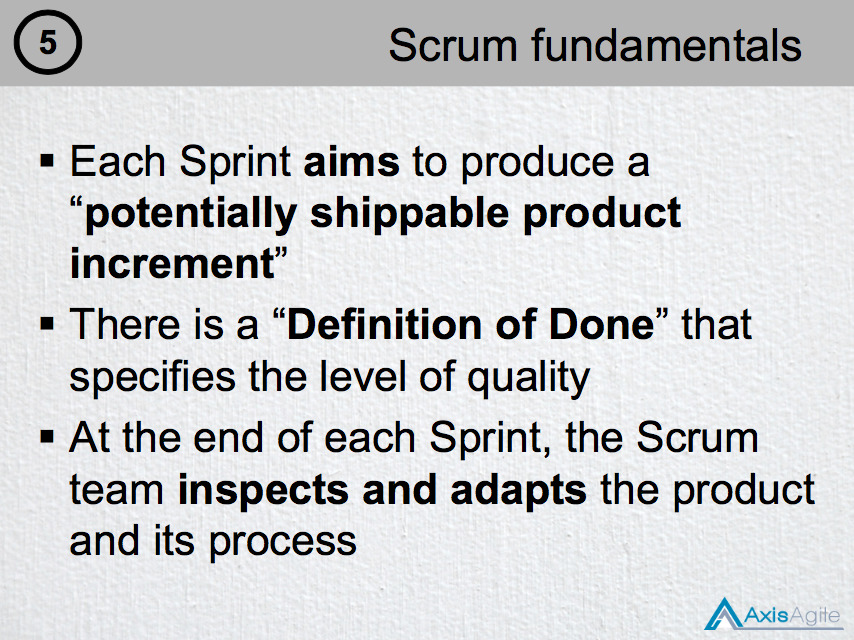 5
Scrum fundamentals
▪ Each Sprint aims to produce a
“potentially shippable product
increment”
▪ There is a “Definition of Done” that
specifies the level of quality
▪ At the end of each Sprint, the Scrum
team inspects and adapts the product
and its process
AxisAgile